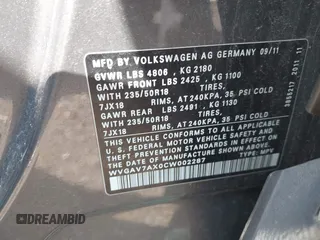 MFD. BY VOLKSWAGEN AG GERMANY 09/11
GVWR LBS 4806 , KG 2180
GAWR FRONT LBS 2425 , KG 1100
WITH 235/50R18 TIRES,
7JX18 RIMS, AT 240KPA, 35 PSI COLD
GAWR REAR LBS 2491 , KG 1130
WITH 235/50R18 TIRES,
7JX18 RIMS, AT 240KPA, 35 PSI COLD
THIS VEHICLE CONFORMS TO ALL APPLICABLE
FEDERAL MOTOR VEHICLE SAFETY STANDARDS
IN EFFECT ON THE DATE OF MANUFACTURE
SHOWN ABOVE
WVGAV7AX0CW002287 TYPE: MPV
2011 11
DREAMBID